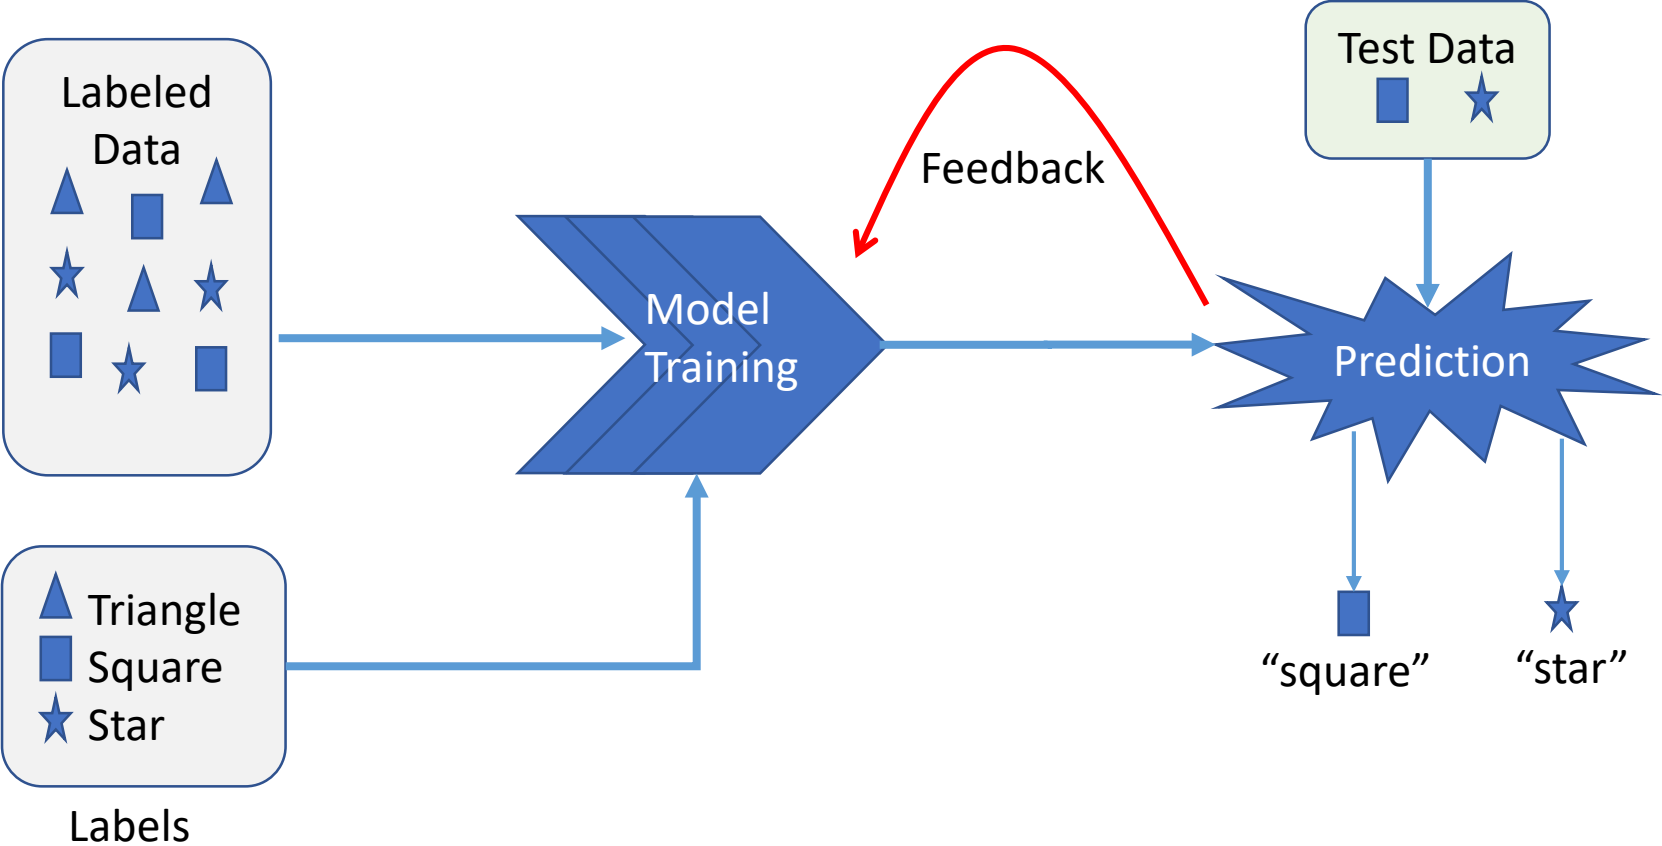 Labeled
Data
Triangle
Square
Star
Labels
Model
Training
Feedback
Test Data
Prediction
“square”
“star”